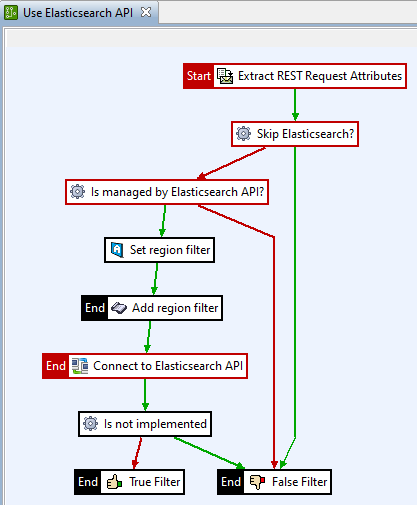 Use Elasticsearch API
Start Extract REST Request Attributes
Skip Elasticsearch?
Is managed by Elasticsearch API?
Set region filter
End Add region filter
End Connect to Elasticsearch API
Is not implemented
End True Filter
End False Filter